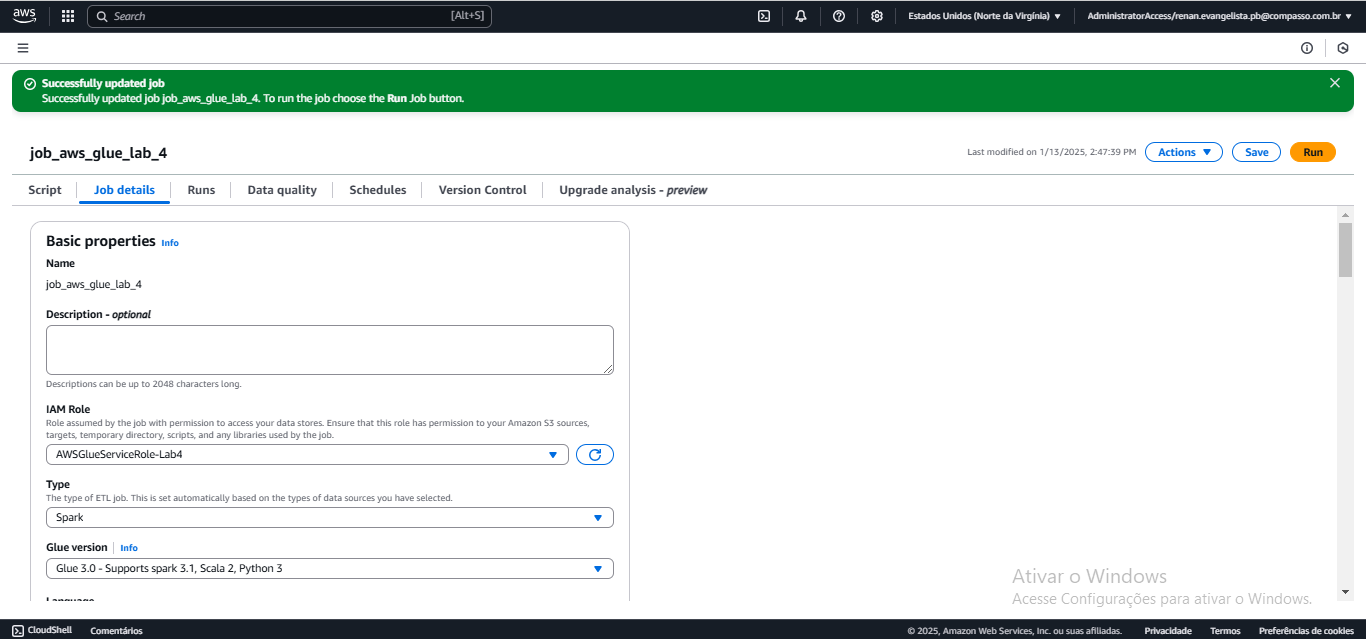 aws
Search
[Alt+S]
Estados Unidos (Norte da Virgínia)
AdministratorAccess/renan.evangelista.pb@compasso.com.br
Successfully updated job
Successfully updated job job_aws_glue_lab_4. To run the job choose the Run Job button.
job_aws_glue_lab_4
Last modified on 1/13/2025, 2:47:39 PM
Actions
Save
Run
Script
Job details
Runs
Data quality
Schedules
Version Control
Upgrade analysis - preview
Basic properties Info
Name
job_aws_glue_lab_4
Description - optional
Descriptions can be up to 2048 characters long.
IAM Role
Role assumed by the job with permission to access your data stores. Ensure that this role has permission to your Amazon S3 sources,
targets, temporary directory, scripts, and any libraries used by the job.
AWSGlueServiceRole-Lab4
Type
The type of ETL job. This is set automatically based on the types of data sources you have selected.
Spark
Glue version Info
Glue 3.0 - Supports spark 3.1, Scala 2, Python 3
Language
Ativar o Windows
Acesse Configurações para ativar o Windows.
CloudShell
Comentários
© 2025, Amazon Web Services, Inc. ou suas afiliadas.
Privacidade
Termos
Preferências de cookies